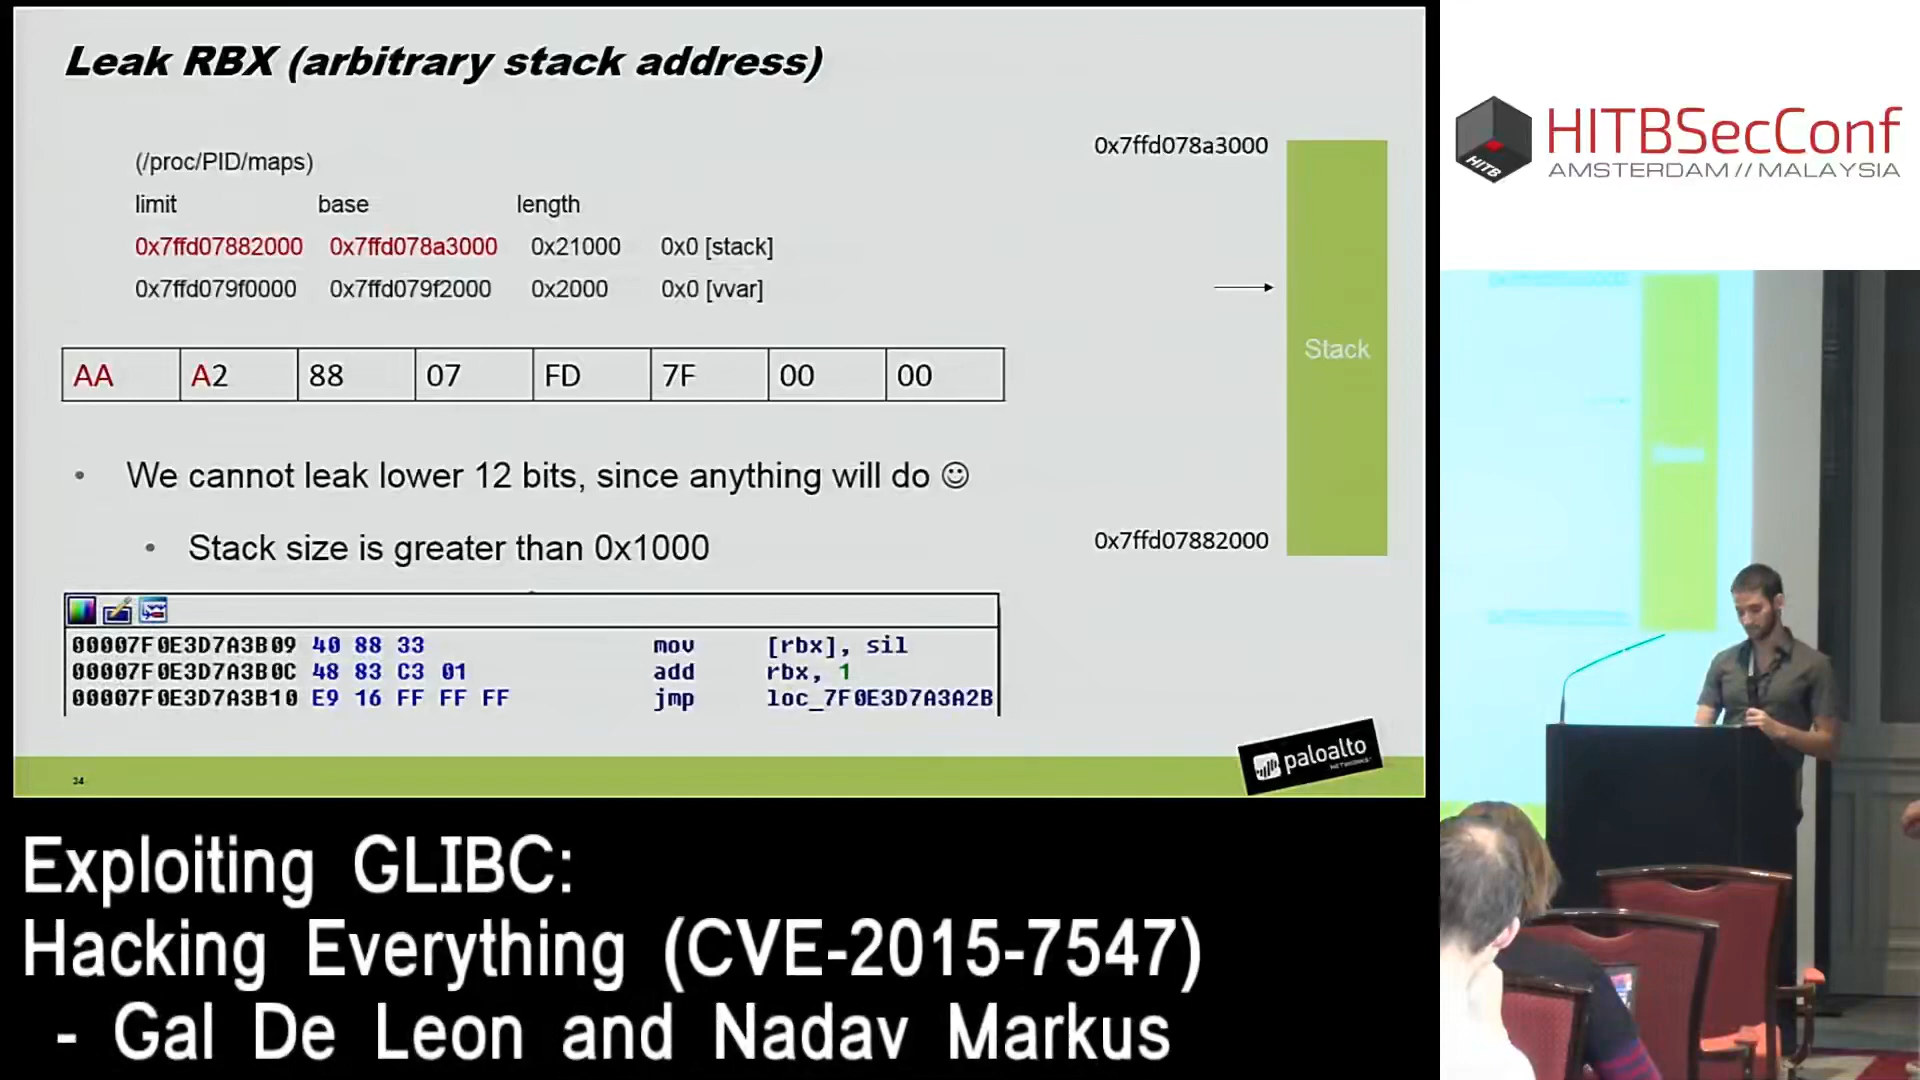 Leak RBX (arbitrary stack address)
(/proc/PID/maps)
limit base length
0x7ffd07882000 0x7ffd078a3000 0x21000 0x0 [stack]
0x7ffd079f0000 0x7ffd079f2000 0x2000 0x0 [vvar]
AA A2 88 07 FD 7F 00 00
• We cannot leak lower 12 bits, since anything will do ☺
• Stack size is greater than 0x1000
00007F0E3D7A3B09 40 88 33 mov [rbx], sil
00007F0E3D7A3B0C 48 83 C3 01 add rbx, 1
00007F0E3D7A3B10 E9 16 FF FF FF jmp loc_7F0E3D7A3A2B
0x7ffd078a3000
Stack
0x7ffd07882000
34
paloalto
NETWORKS
HITB
HITBSecConf
AMSTERDAM // MALAYSIA
Exploiting GLIBC:
Hacking Everything (CVE-2015-7547)
- Gal De Leon and Nadav Markus